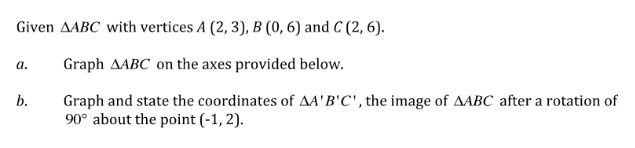 Given ΔABC with vertices A (2, 3), B (0, 6) and C (2, 6).
a. Graph ΔABC on the axes provided below.
b. Graph and state the coordinates of ΔA'B'C', the image of ΔABC after a rotation of
90° about the point (-1, 2).